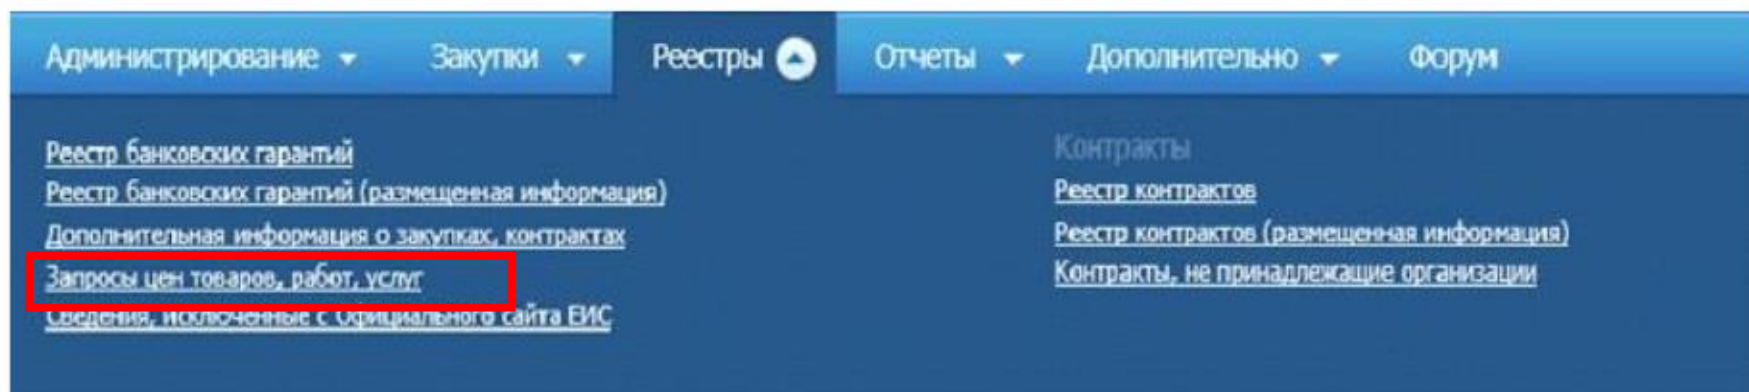 Администрирование Закупки Реестры Отчеты Дополнительно Форум
Реестр банковских гарантий
Реестр банковских гарантий (размещенная информация)
Дополнительная информация о закупках, контрактах
Запросы цен товаров, работ, услуг
Сведения, исключенные с Официального сайта ЕИС
Контракты
Реестр контрактов
Реестр контрактов (размещенная информация)
Контракты, не принадлежащие организации